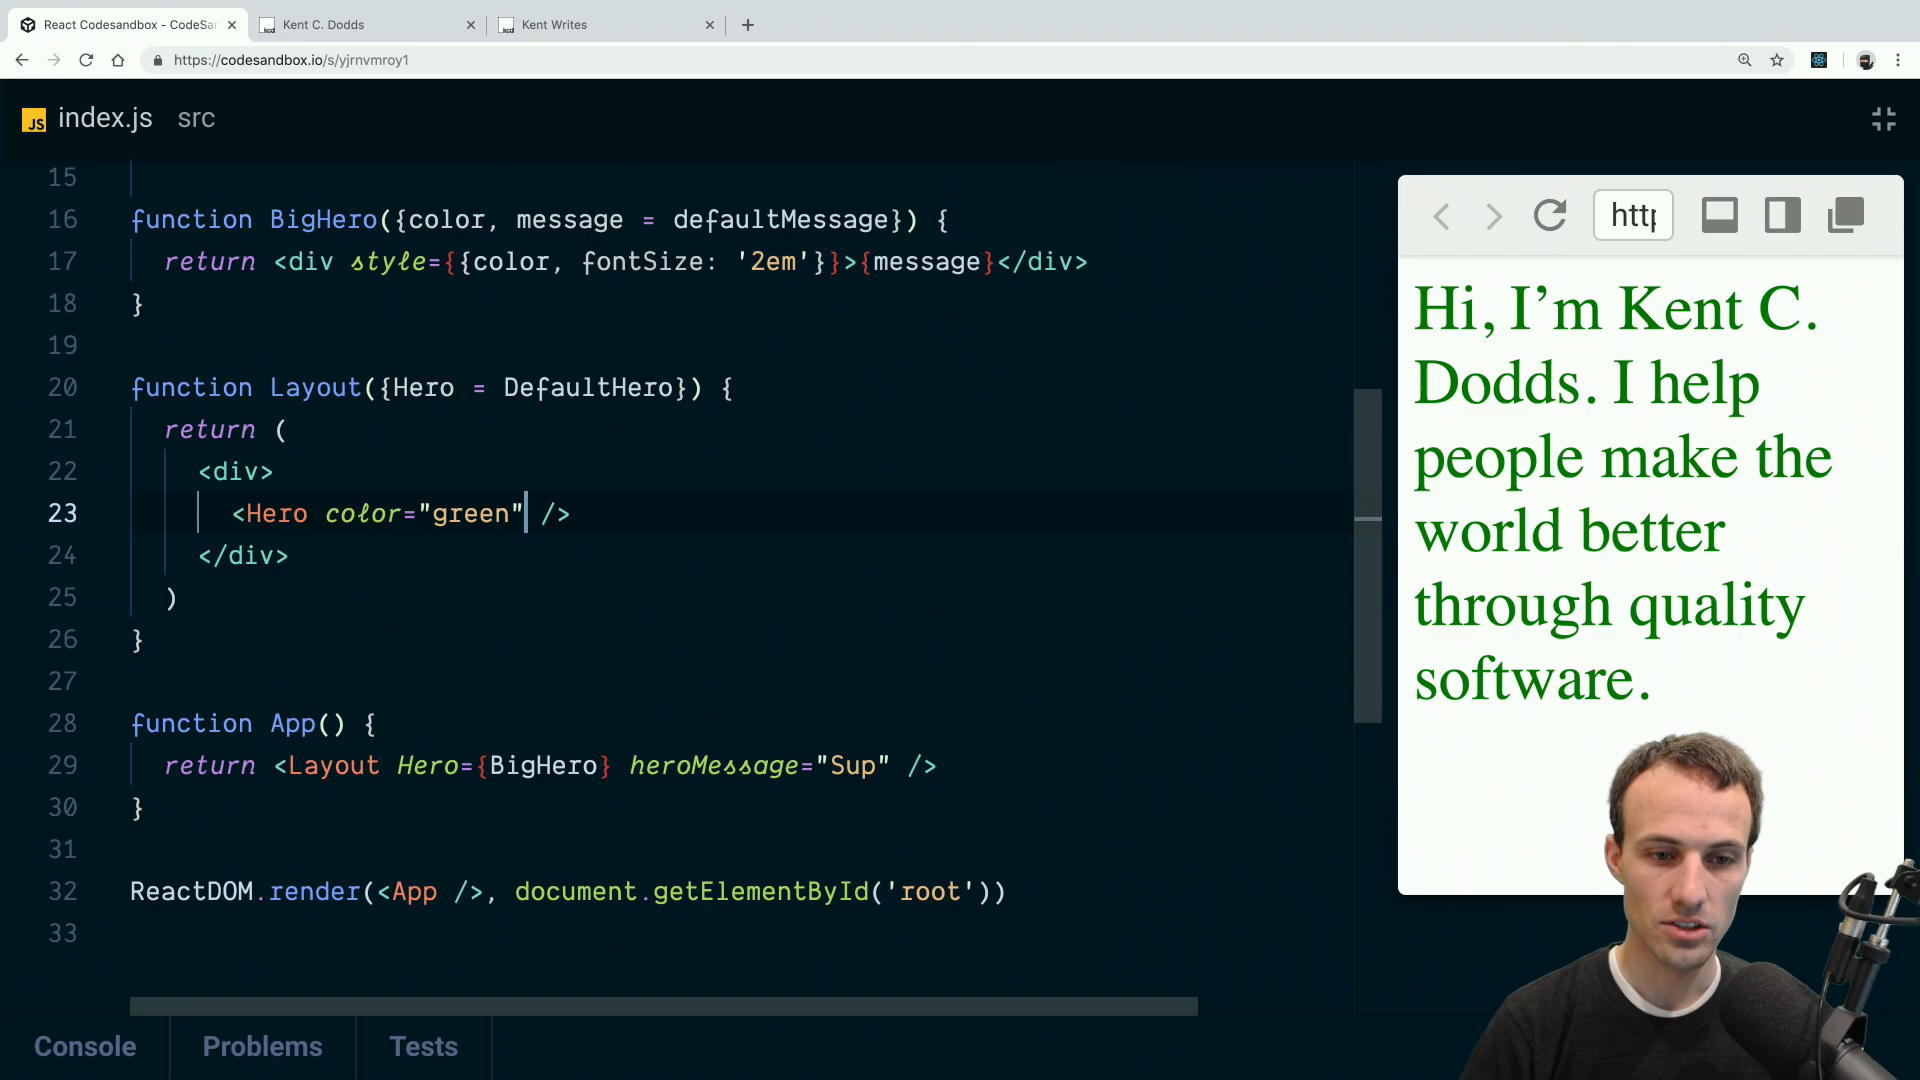 React Codesandbox - CodeSa
Kent C. Dodds
Kent Writes
https://codesandbox.io/s/yjrnvmroy1
JS index.js src
15
16 function BigHero({color, message = defaultMessage}) {
17 return <div style={{color, fontSize: '2em'}}>{message}</div>
18 }
19
20 function Layout({Hero = DefaultHero}) {
21 return (
22 <div>
23 <Hero color="green" />
24 </div>
25 )
26 }
27
28 function App() {
29 return <Layout Hero={BigHero} heroMessage="Sup" />
30 }
31
32 ReactDOM.render(<App />, document.getElementById('root'))
33
http
Hi, I’m Kent C.
Dodds. I help
people make the
world better
through quality
software.
Console
Problems
Tests